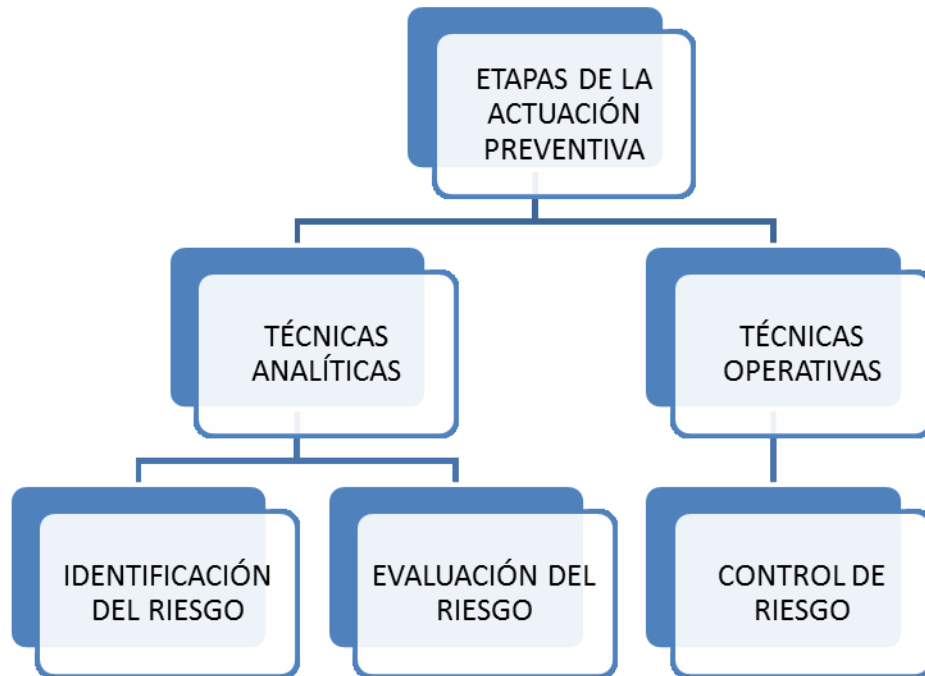 ETAPAS DE LA
ACTUACIÓN
PREVENTIVA
TÉCNICAS
ANALÍTICAS
TÉCNICAS
OPERATIVAS
IDENTIFICACIÓN
DEL RIESGO
EVALUACIÓN DEL
RIESGO
CONTROL DE
RIESGO